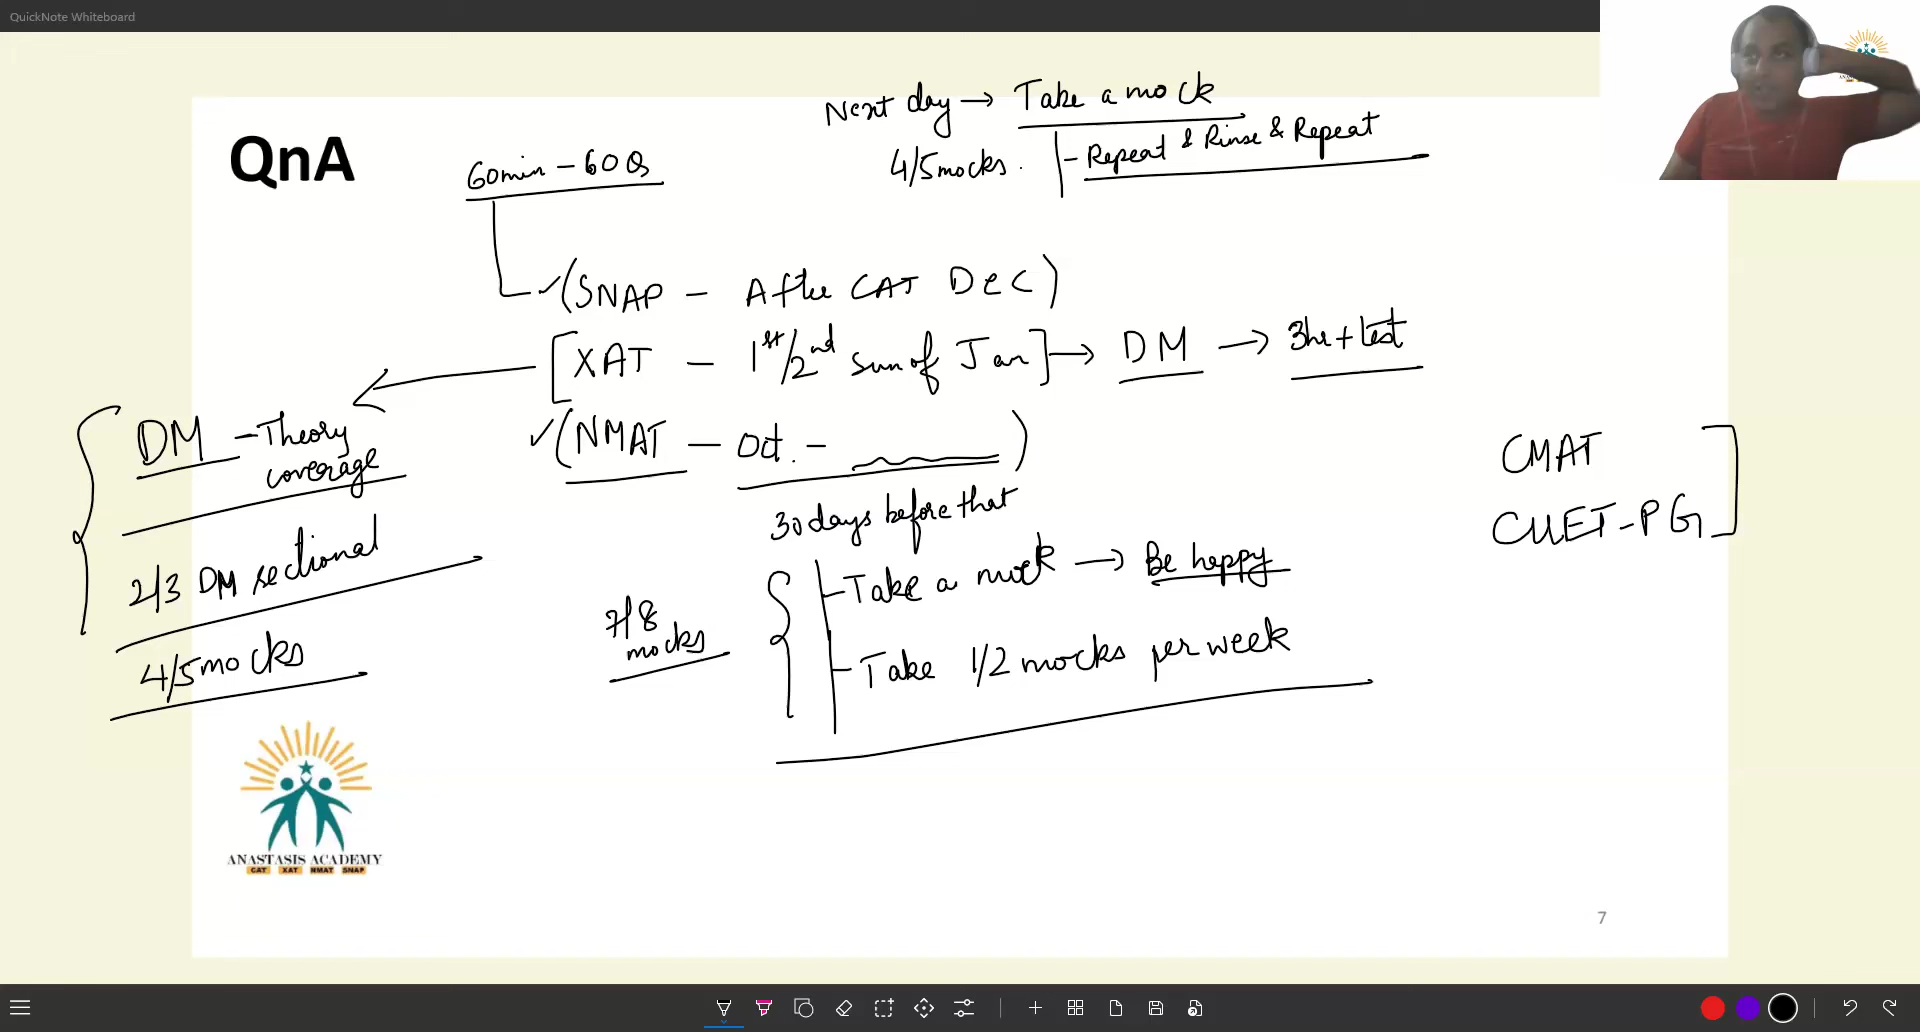 QuickNote Whiteboard
QnA
60min - 60Qs
Next day → Take a mock
4/5mocks. - Repeat & Rinse & Repeat
✓(SNAP - After CAT Dec)
[XAT - 1st/2nd sun of Jan] → DM → 3hr + test
✓(NMAT - Oct. - )
30 days before that
- Take a mock → Be happy
- Take 1/2 mocks per week
7/8
mocks
DM - Theory
coverage
2/3 DM sectional
4/5 mocks
CMAT
CUET-PG
ANASTASIS ACADEMY
CAT XAT NMAT SNAP
7